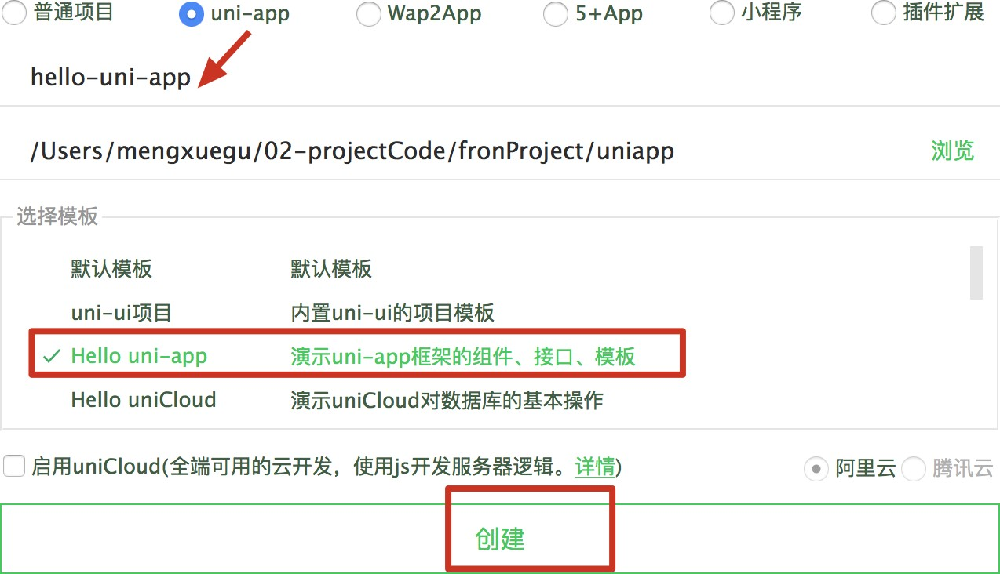 普通项目 uni-app Wap2App 5+App 小程序 插件扩展
hello-uni-app
/Users/mengxuegu/02-projectCode/fronProject/uniapp 浏览
选择模板
默认模板 默认模板
uni-ui项目 内置uni-ui的项目模板
Hello uni-app 演示uni-app框架的组件、接口、模板
Hello uniCloud 演示uniCloud对数据库的基本操作
启用uniCloud(全端可用的云开发，使用js开发服务器逻辑。详情) 阿里云 腾讯云
创建